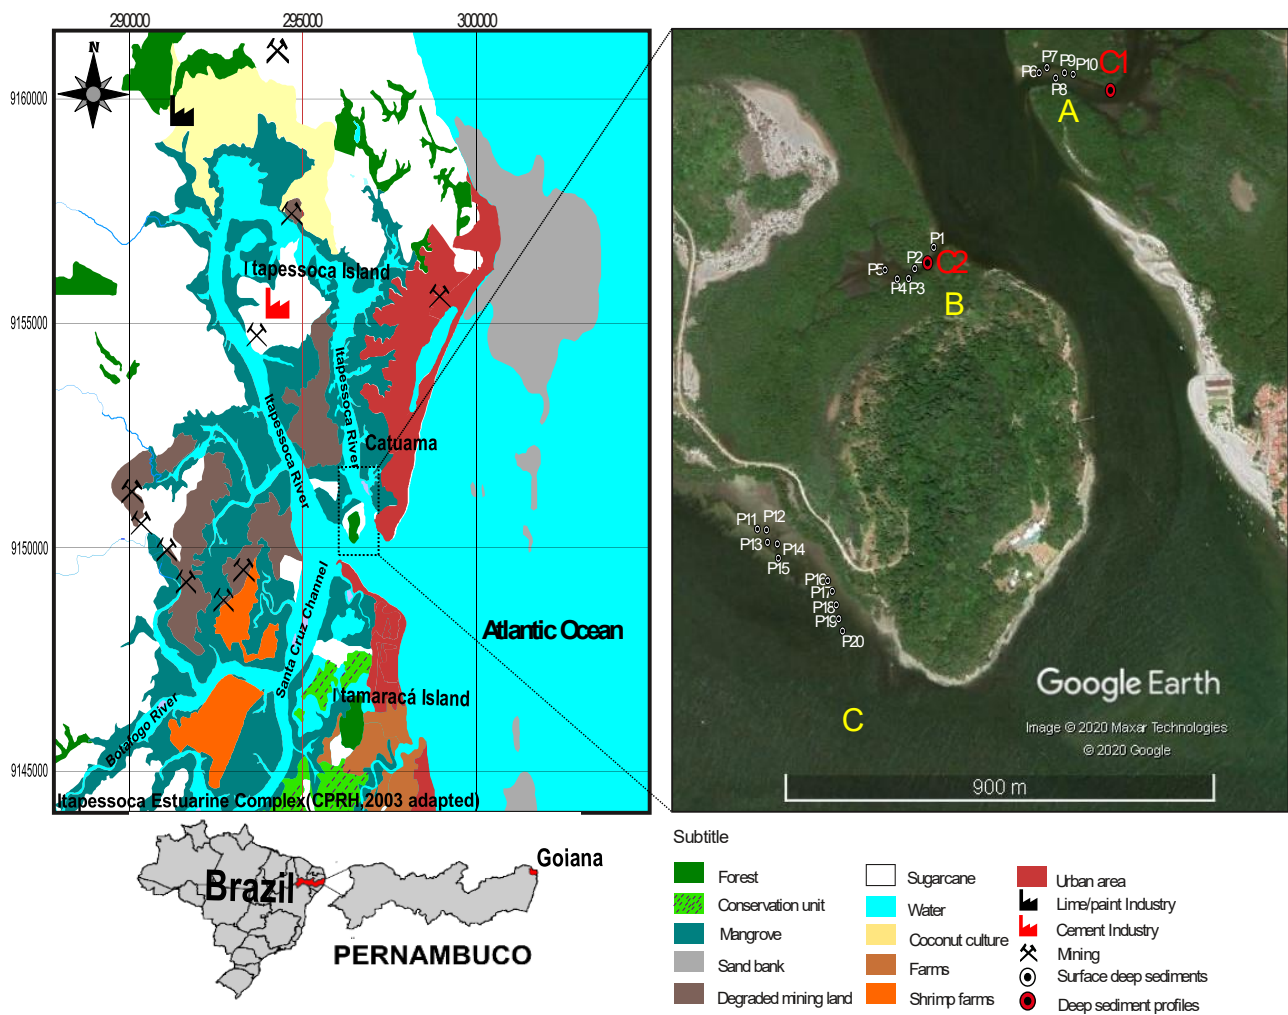 290000
295000
300000
N
9160000
9155000
9150000
9145000
Itapessoca Island
Itapessoca River
Itapessoca River
Catuama
Santa Cruz Channel
Atlantic Ocean
Itamaracá Island
Botafogo River
Itapessoca Estuarine Complex(CPRH,2003 adapted)
P7
P9
P10
C1
P6
P8
A
P1
P2
C2
P5
P4
P3
B
P11
P12
P13
P14
P15
P16
P17
P18
P19
P20
C
Google Earth
Image © 2020 Maxar Technologies
© 2020 Google
900 m
Brazil
Goiana
PERNAMBUCO
Subtitle
Forest
Conservation unit
Mangrove
Sand bank
Degraded mining land
Sugarcane
Water
Coconut culture
Farms
Shrimp farms
Urban area
Lime/paint Industry
Cement Industry
Mining
Surface deep sediments
Deep sediment profiles